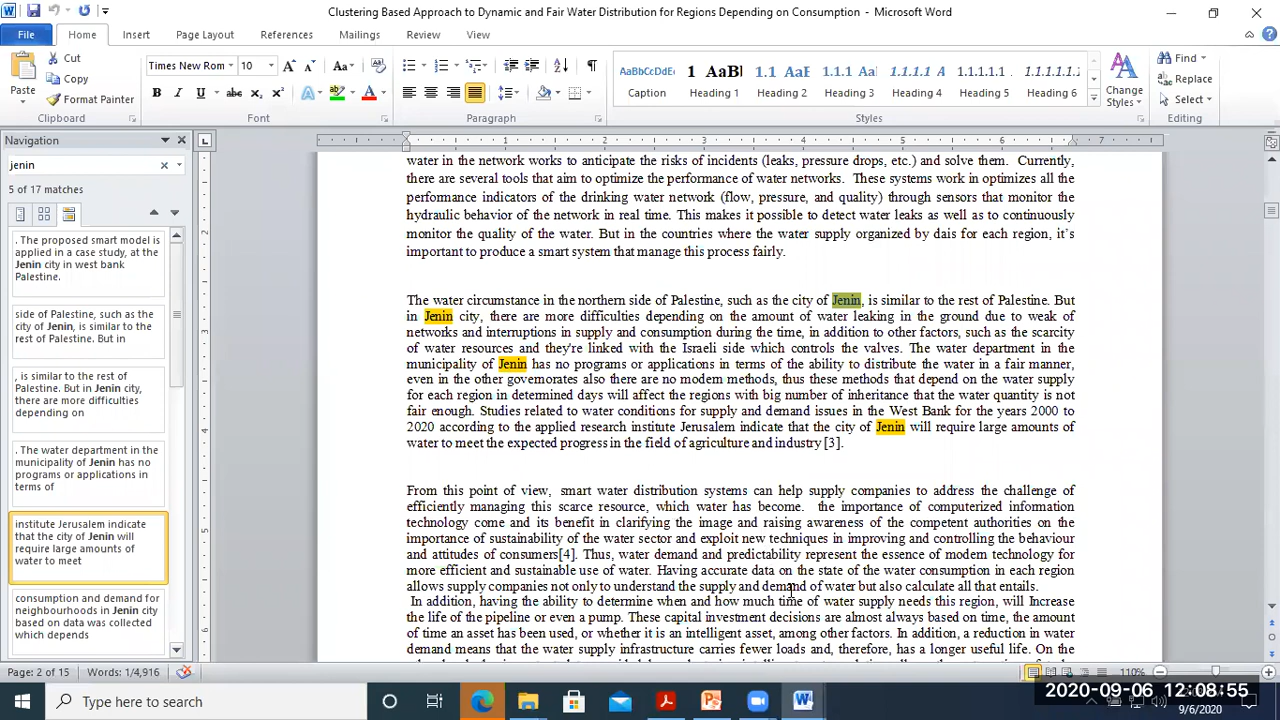 Clustering Based Approach to Dynamic and Fair Water Distribution for Regions Depending on Consumption - Microsoft Word
File Home Insert Page Layout References Mailings Review View
Cut
Copy
Format Painter
Paste
Clipboard
Times New Rom 10
Font
Paragraph
AaBbCcDdEe 1 AaBl 1.1 AaE 1.1.1 AaB 1.1.1.1 A 1.1.1.1.1 1.1.1.1.1.1
Caption Heading 1 Heading 2 Heading 3 Heading 4 Heading 5 Heading 6
Styles
Change Styles
Find
Replace
Select
Editing
Navigation
jenin
5 of 17 matches
. The proposed smart model is
applied in a case study, at the
Jenin city in west bank
Palestine.
side of Palestine, such as the
city of Jenin, is similar to the
rest of Palestine. But in
, is similar to the rest of
Palestine. But in Jenin city,
there are more difficulties
depending on
. The water department in the
municipality of Jenin has no
programs or applications in
terms of
institute Jerusalem indicate
that the city of Jenin will
require large amounts of
water to meet
consumption and demand for
neighbourhoods in Jenin city
based on data was collected
which depends
water in the network works to anticipate the risks of incidents (leaks, pressure drops, etc.) and solve them. Currently,
there are several tools that aim to optimize the performance of water networks. These systems work in optimizes all the
performance indicators of the drinking water network (flow, pressure, and quality) through sensors that monitor the
hydraulic behavior of the network in real time. This makes it possible to detect water leaks as well as to continuously
monitor the quality of the water. But in the countries where the water supply organized by dais for each region, it's
important to produce a smart system that manage this process fairly.
The water circumstance in the northern side of Palestine, such as the city of Jenin, is similar to the rest of Palestine. But
in Jenin city, there are more difficulties depending on the amount of water leaking in the ground due to weak of
networks and interruptions in supply and consumption during the time, in addition to other factors, such as the scarcity
of water resources and they're linked with the Israeli side which controls the valves. The water department in the
municipality of Jenin has no programs or applications in terms of the ability to distribute the water in a fair manner,
even in the other governorates also there are no modern methods, thus these methods that depend on the water supply
for each region in determined days will affect the regions with big number of inheritance that the water quantity is not
fair enough. Studies related to water conditions for supply and demand issues in the West Bank for the years 2000 to
2020 according to the applied research institute Jerusalem indicate that the city of Jenin will require large amounts of
water to meet the expected progress in the field of agriculture and industry [3].
From this point of view, smart water distribution systems can help supply companies to address the challenge of
efficiently managing this scarce resource, which water has become. the importance of computerized information
technology come and its benefit in clarifying the image and raising awareness of the competent authorities on the
importance of sustainability of the water sector and exploit new techniques in improving and controlling the behaviour
and attitudes of consumers[4]. Thus, water demand and predictability represent the essence of modern technology for
more efficient and sustainable use of water. Having accurate data on the state of the water consumption in each region
allows supply companies not only to understand the supply and demand of water but also calculate all that entails.
In addition, having the ability to determine when and how much time of water supply needs this region, will Increase
the life of the pipeline or even a pump. These capital investment decisions are almost always based on time, the amount
of time an asset has been used, or whether it is an intelligent asset, among other factors. In addition, a reduction in water
demand means that the water supply infrastructure carries fewer loads and, therefore, has a longer useful life. On the
Page: 2 of 15 Words: 1/4,916 110%
Type here to search
2020-09-06 12:08:55
9/6/2020